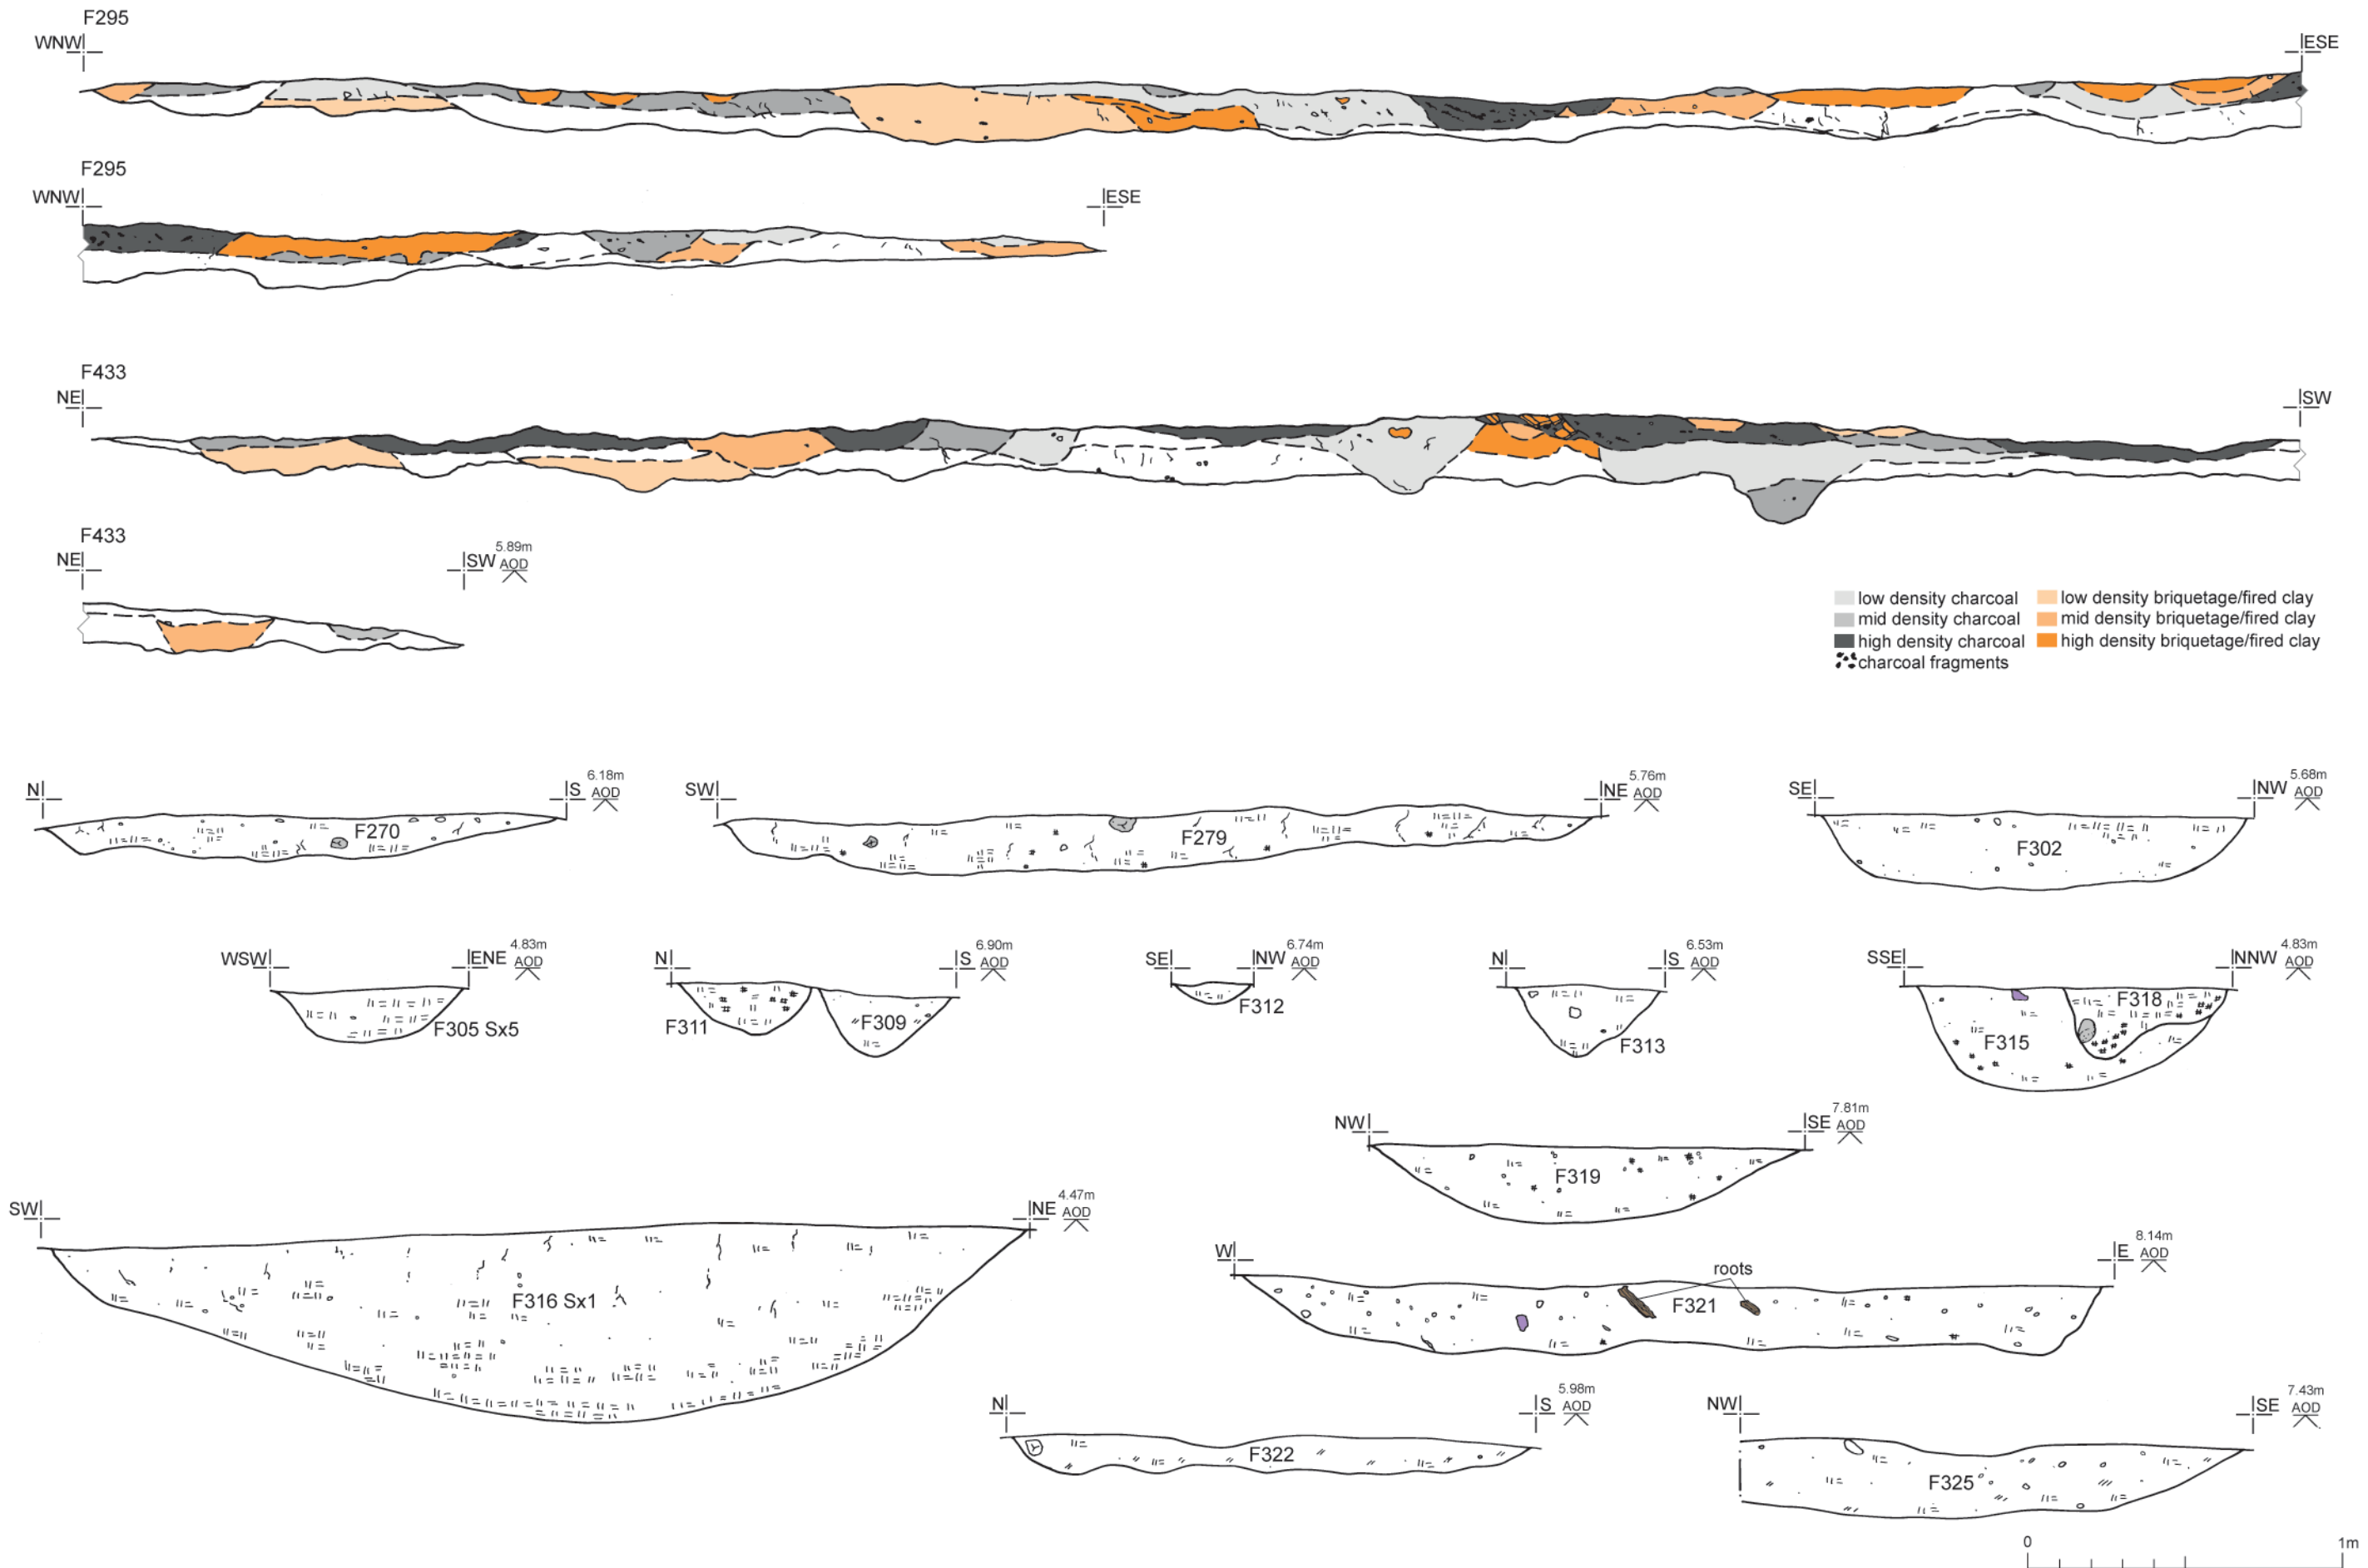 F295
WNW ESE
F295
WNW ESE
F433
NE SW
F433
NE SW 5.89m AOD
low density charcoal low density briquetage/fired clay
mid density charcoal mid density briquetage/fired clay
high density charcoal high density briquetage/fired clay
charcoal fragments
N S 6.18m AOD
F270
SW NE 5.76m AOD
F279
SE NW 5.68m AOD
F302
WSW ENE 4.83m AOD
F305 Sx5
N S 6.90m AOD
F311 F309
SE NW 6.74m AOD
F312
N S 6.53m AOD
F313
SSE NNW 4.83m AOD
F318
F315
NW SE 7.81m AOD
F319
SW NE 4.47m AOD
F316 Sx1
W E 8.14m AOD
roots
F321
N S 5.98m AOD
F322
NW SE 7.43m AOD
F325
0 1m